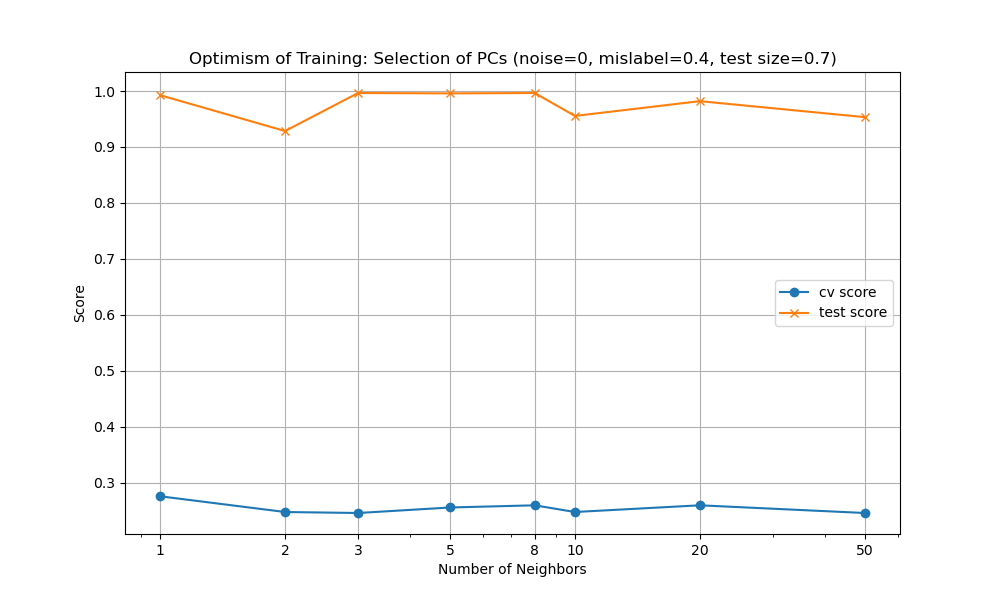 Optimism of Training: Selection of PCs (noise=0, mislabel=0.4, test size=0.7)
Score
1.0
0.9
0.8
0.7
0.6
0.5
0.4
0.3
cv score
test score
1 2 3 5 8 10 20 50
Number of Neighbors